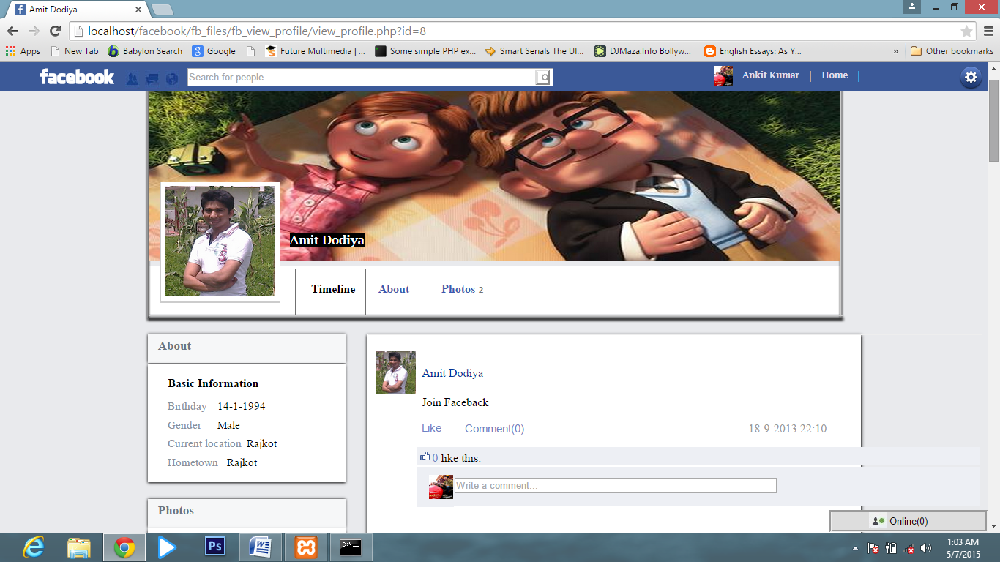 Amit Dodiya
localhost/facebook/fb_files/fb_view_profile/view_profile.php?id=8
Apps New Tab Babylon Search Google Future Multimedia | ... Some simple PHP ex... Smart Serials The Ul... DJMaza.Info Bollyw... English Essays: As Y... » Other bookmarks
facebook Search for people Ankit Kumar Home
Amit Dodiya
Timeline About Photos 2
About
Basic Information
Birthday 14-1-1994
Gender Male
Current location Rajkot
Hometown Rajkot
Photos
Amit Dodiya
Join Faceback
Like Comment(0) 18-9-2013 22:10
0 like this.
Write a comment...
Online(0)
Ps
C:\
1:03 AM
5/7/2015